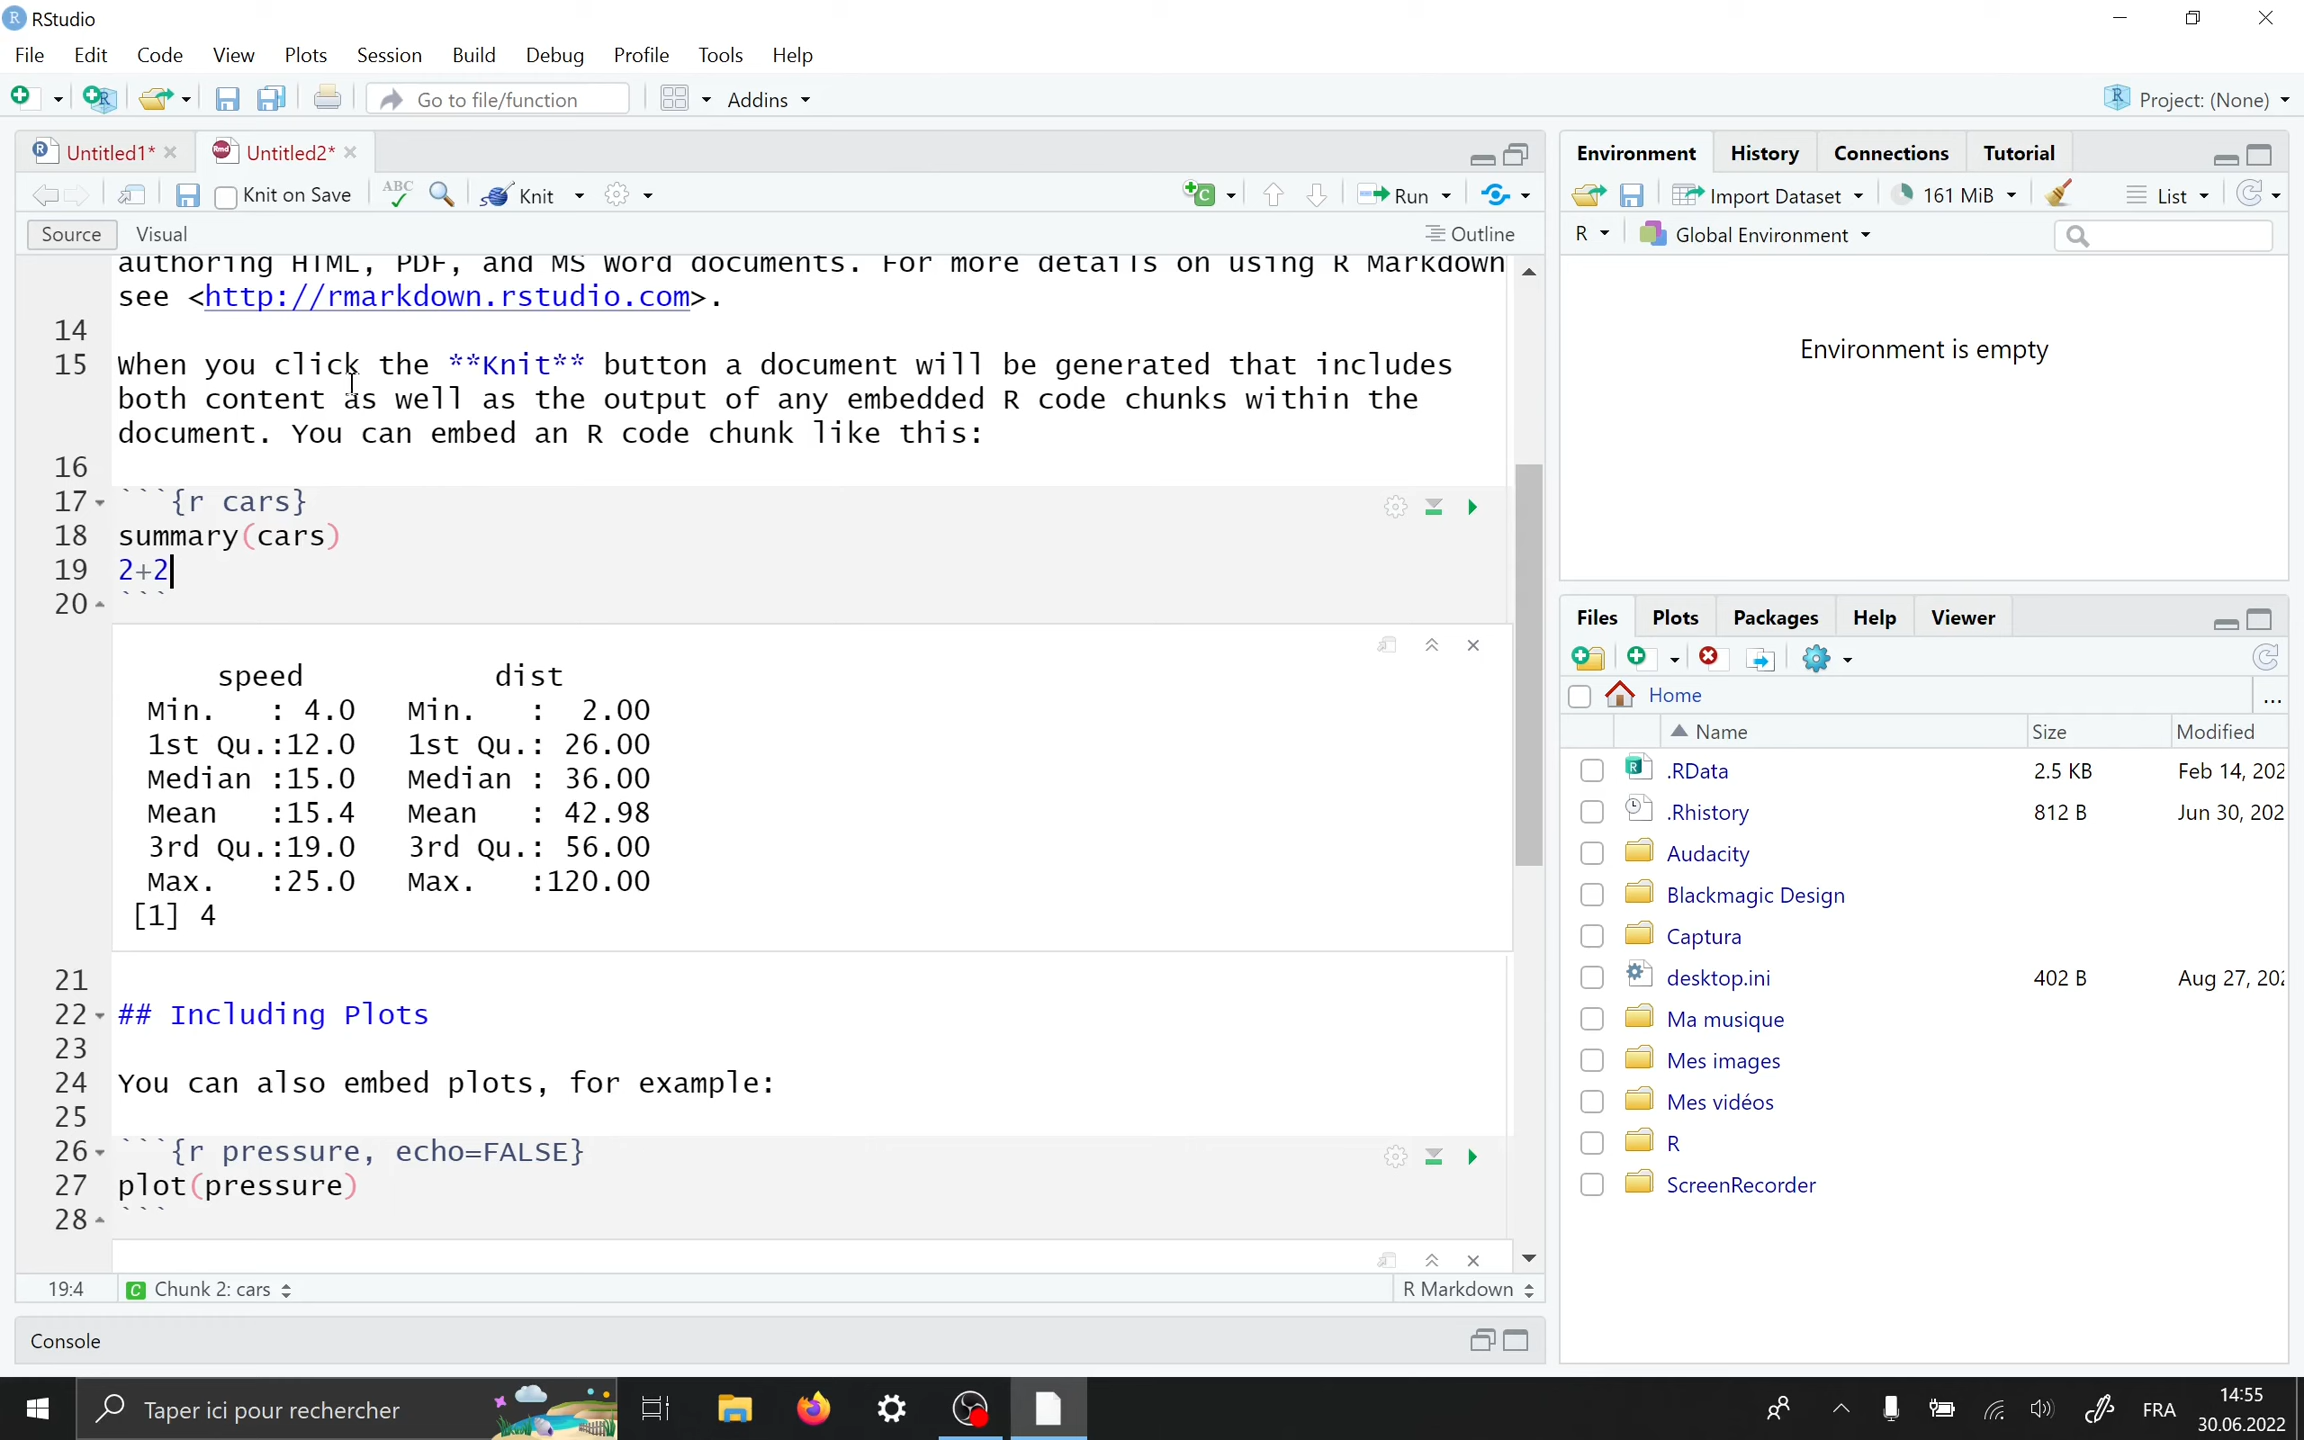 RStudio
File Edit Code View Plots Session Build Debug Profile Tools Help
Go to file/function Addins Project: (None)
Untitled1* Untitled2*
Knit on Save ABC Knit Run
Source Visual Outline
authoring HTML, PDF, and MS Word documents. For more details on using R Markdown
see <http://rmarkdown.rstudio.com>.
14
15 When you click the **Knit** button a document will be generated that includes
both content as well as the output of any embedded R code chunks within the
document. You can embed an R code chunk like this:
16
17 ```{r cars}
18 summary(cars)
19 2+2
20 ```
speed dist
Min. : 4.0 Min. : 2.00
1st Qu.:12.0 1st Qu.: 26.00
Median :15.0 Median : 36.00
Mean :15.4 Mean : 42.98
3rd Qu.:19.0 3rd Qu.: 56.00
Max. :25.0 Max. :120.00
[1] 4
21
22 ## Including Plots
23
24 You can also embed plots, for example:
25
26 ```{r pressure, echo=FALSE}
27 plot(pressure)
28 ```
19:4 Chunk 2: cars R Markdown
Console
Environment History Connections Tutorial
Import Dataset 161 MiB List
R Global Environment
Environment is empty
Files Plots Packages Help Viewer
Home ...
Name Size Modified
.RData 2.5 KB Feb 14, 202
.Rhistory 812 B Jun 30, 202
Audacity
Blackmagic Design
Captura
desktop.ini 402 B Aug 27, 202
Ma musique
Mes images
Mes vidéos
R
ScreenRecorder
Taper ici pour rechercher FRA 14:55
30.06.2022